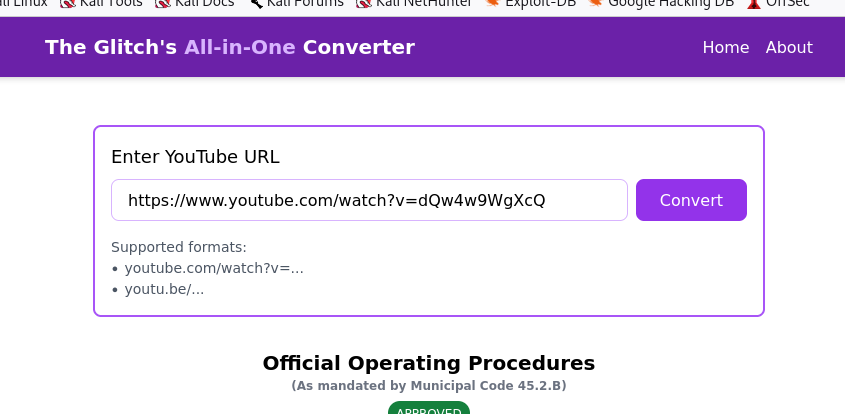 Kali Linux Kali Tools Kali Docs Kali Forums Kali NetHunter Exploit-DB Google Hacking DB OffSec
The Glitch's All-in-One Converter Home About
Enter YouTube URL
https://www.youtube.com/watch?v=dQw4w9WgXcQ Convert
Supported formats:
• youtube.com/watch?v=...
• youtu.be/...
Official Operating Procedures
(As mandated by Municipal Code 45.2.B)
APPROVED